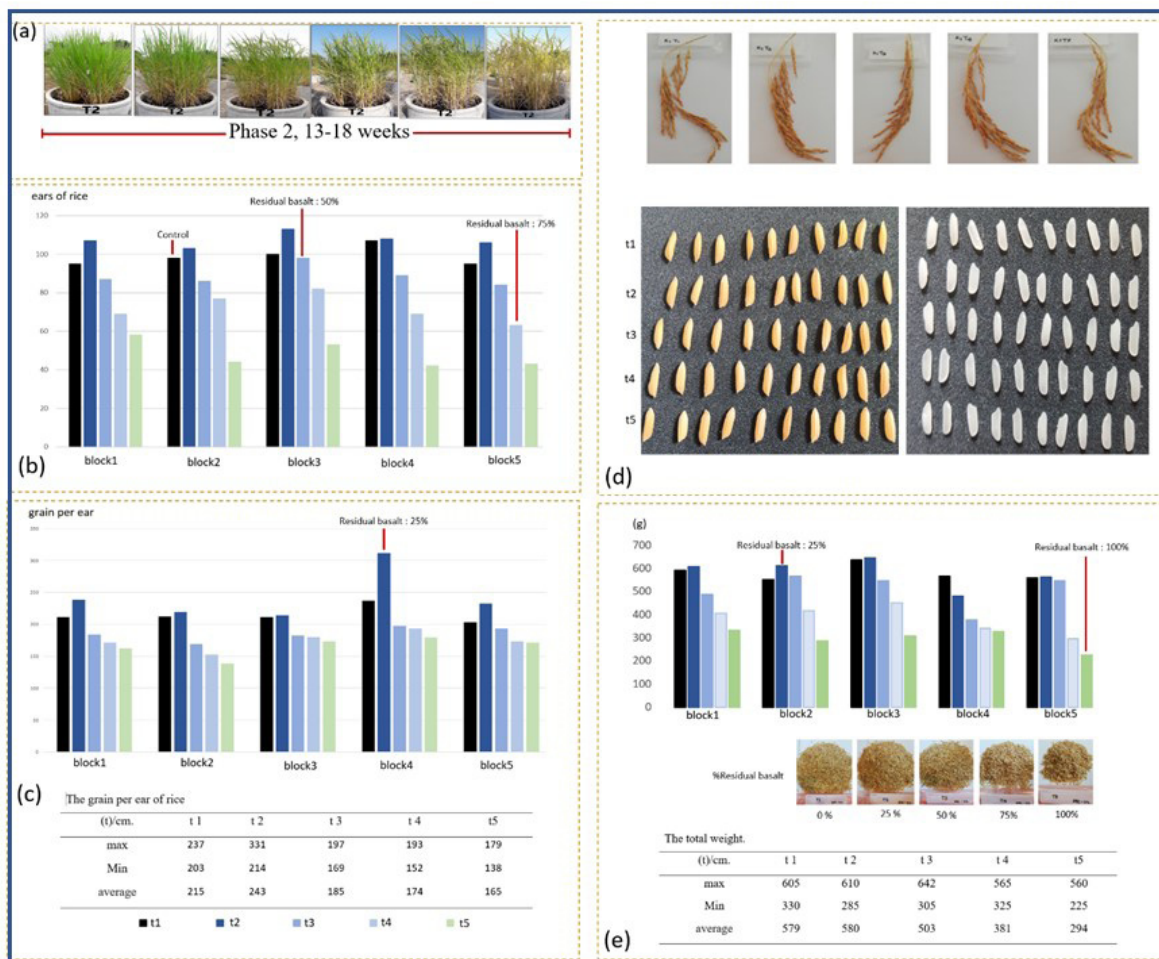 (a)
T2 T2 T2 T2 T2 T2
Phase 2, 13-18 weeks
ears of rice
120
100
80
60
40
20
0
Control
Residual basalt : 50%
Residual basalt : 75%
block1 block2 block3 block4 block5
(b)
grain per ear
250
200
150
100
Residual basalt : 25%
block1 block2 block3 block4 block5
(c)
The grain per ear of rice
(t)/cm. t 1 t 2 t 3 t 4 t5
max 237 331 197 193 179
Min 203 214 169 152 138
average 215 243 185 174 165
t1 t2 t3 t4 t5
t1
t2
t3
t4
t5
(d)
(g)
700
600
500
400
300
200
100
0
Residual basalt : 25%
Residual basalt : 100%
block1 block2 block3 block4 block5
%Residual basalt
0 % 25 % 50 % 75% 100%
The total weight.
(t)/cm. t 1 t 2 t 3 t 4 t5
max 605 610 642 565 560
Min 330 285 305 325 225
average 579 580 503 381 294
(e)